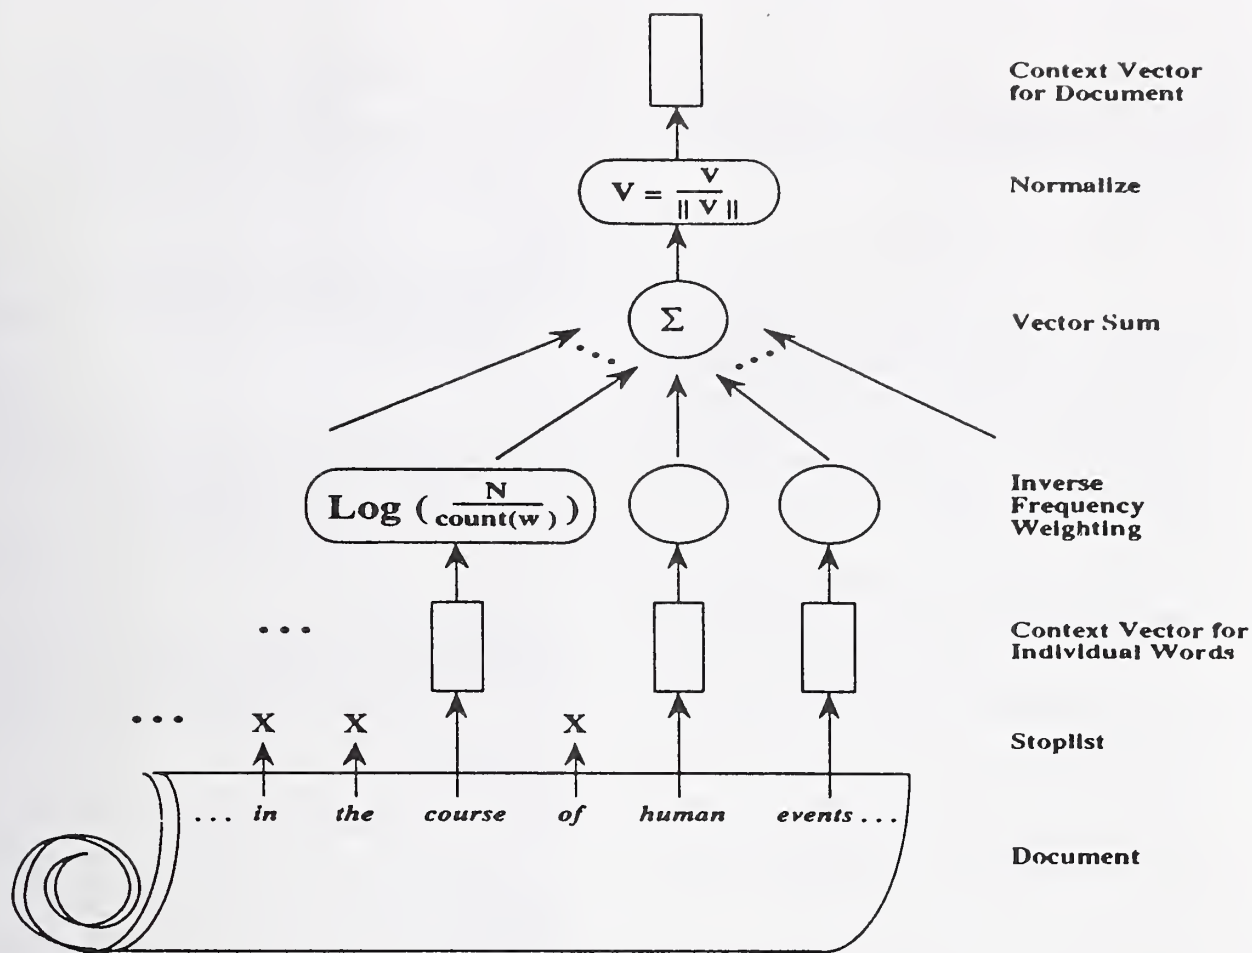 Context Vector
for Document
V = V / || V ||
Normalize
Σ
Vector Sum
Log ( N / count(w) )
Inverse
Frequency
Weighting
...
Context Vector for
Individual Words
... X X X
Stoplist
... in the course of human events ...
Document